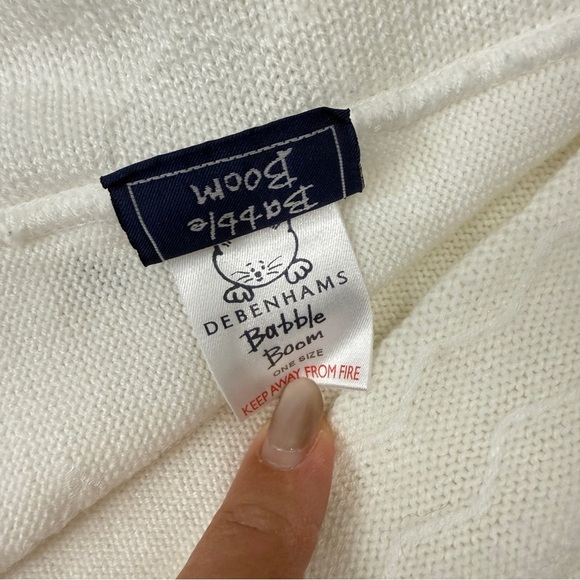 Babble
Boom
DEBENHAMS
Babble
Boom
ONE SIZE
KEEP AWAY FROM FIRE